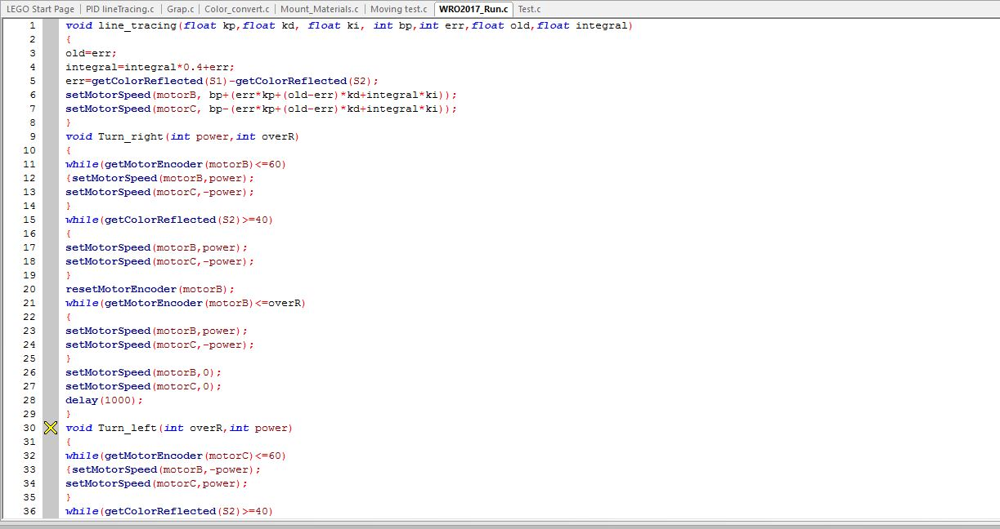 LEGO Start Page | PID lineTracing.c | Grap.c | Color_convert.c | Mount_Materials.c | Moving test.c | WRO2017_Run.c | Test.c
1 void line_tracing(float kp,float kd, float ki, int bp,int err,float old,float integral)
2 {
3 old=err;
4 integral=integral*0.4+err;
5 err=getColorReflected(S1)-getColorReflected(S2);
6 setMotorSpeed(motorB, bp+(err*kp+(old-err)*kd+integral*ki));
7 setMotorSpeed(motorC, bp-(err*kp+(old-err)*kd+integral*ki));
8 }
9 void Turn_right(int power,int overR)
10 {
11 while(getMotorEncoder(motorB)<=60)
12 {setMotorSpeed(motorB,power);
13 setMotorSpeed(motorC,-power);
14 }
15 while(getColorReflected(S2)>=40)
16 {
17 setMotorSpeed(motorB,power);
18 setMotorSpeed(motorC,-power);
19 }
20 resetMotorEncoder(motorB);
21 while(getMotorEncoder(motorB)<=overR)
22 {
23 setMotorSpeed(motorB,power);
24 setMotorSpeed(motorC,-power);
25 }
26 setMotorSpeed(motorB,0);
27 setMotorSpeed(motorC,0);
28 delay(1000);
29 }
30 void Turn_left(int overR,int power)
31 {
32 while(getMotorEncoder(motorC)<=60)
33 {setMotorSpeed(motorB,-power);
34 setMotorSpeed(motorC,power);
35 }
36 while(getColorReflected(S2)>=40)